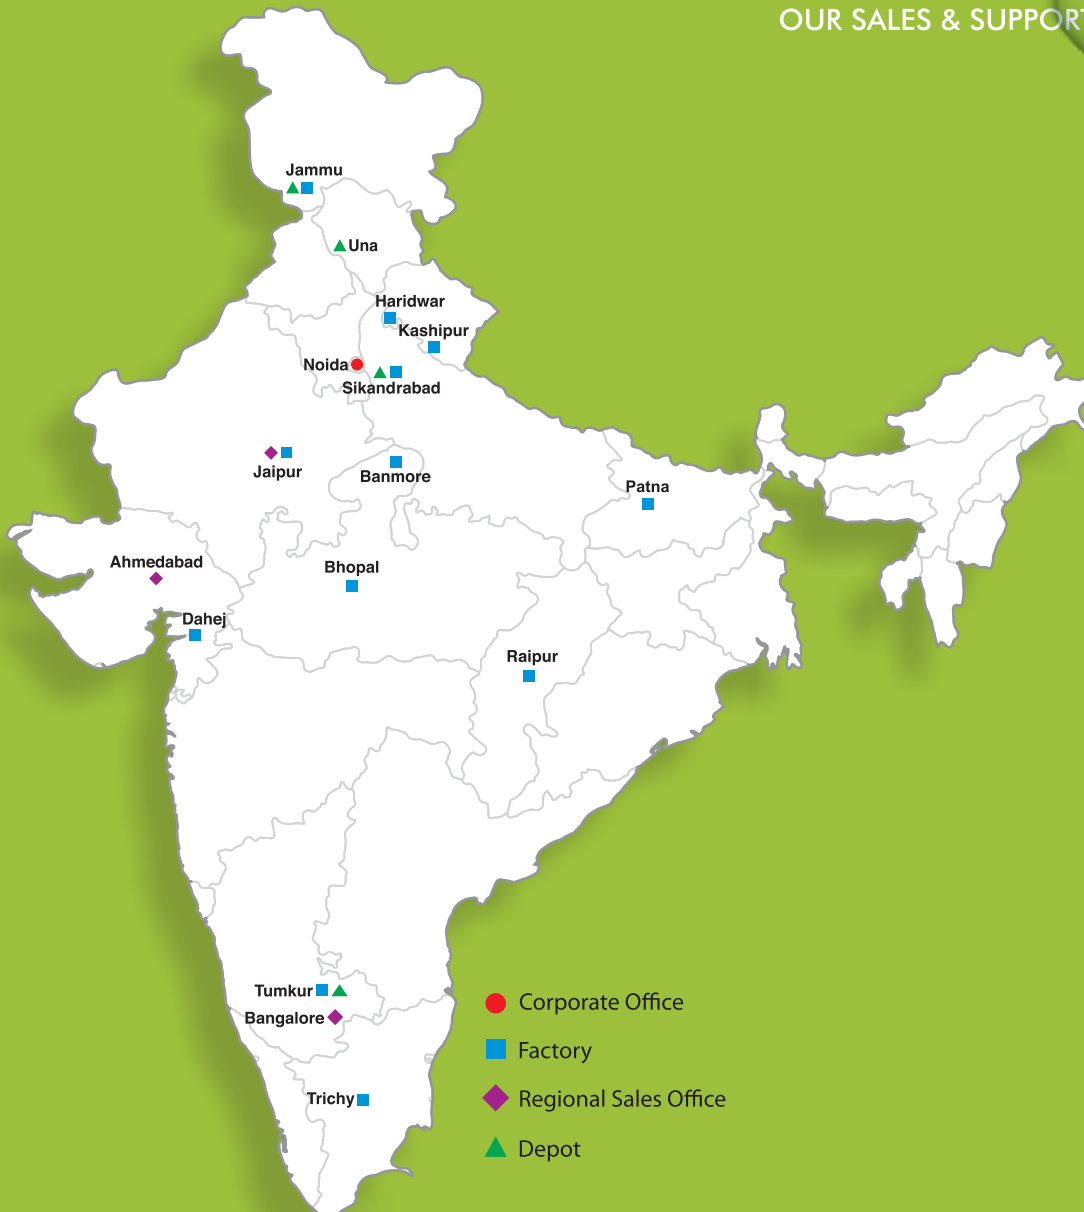 OUR SALES & SUPPORT
Jammu
Una
Haridwar
Kashipur
Noida
Sikandrabad
Jaipur
Banmore
Patna
Ahmedabad
Bhopal
Dahej
Raipur
Tumkur
Bangalore
Trichy
Corporate Office
Factory
Regional Sales Office
Depot